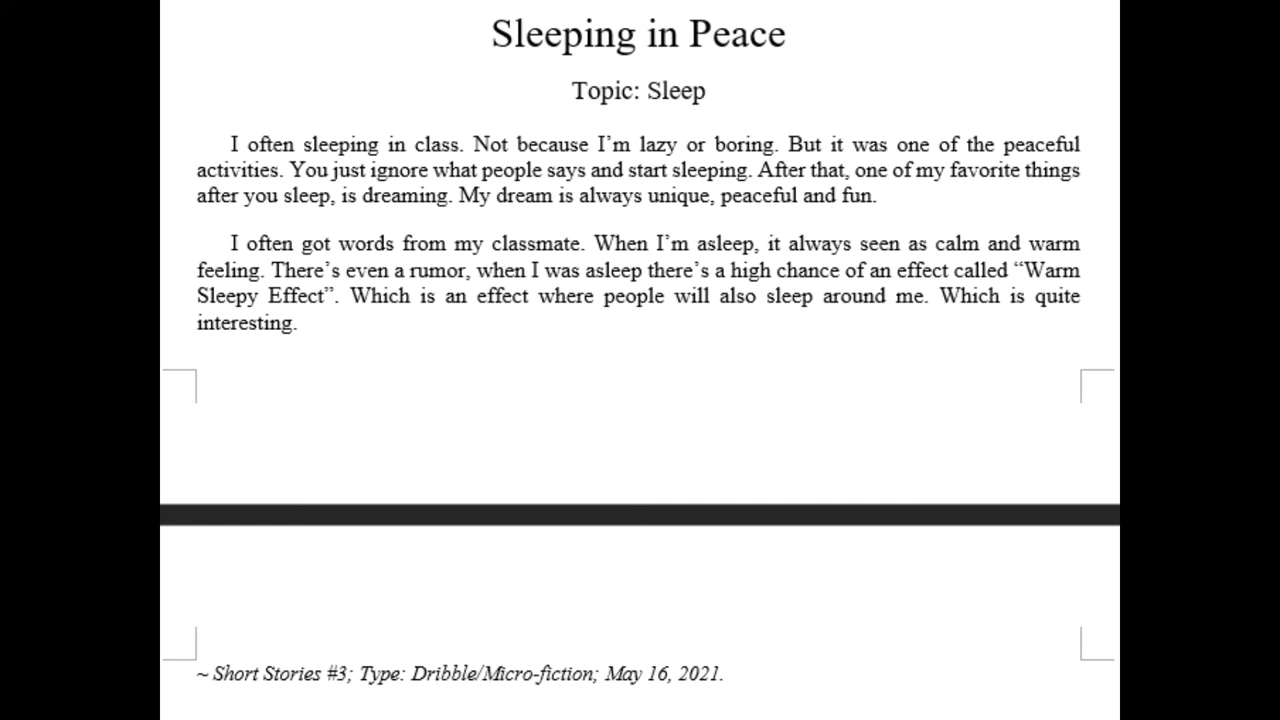 Sleeping in Peace
Topic: Sleep
I often sleeping in class. Not because I’m lazy or boring. But it was one of the peaceful
activities. You just ignore what people says and start sleeping. After that, one of my favorite things
after you sleep, is dreaming. My dream is always unique, peaceful and fun.
I often got words from my classmate. When I’m asleep, it always seen as calm and warm
feeling. There’s even a rumor, when I was asleep there’s a high chance of an effect called “Warm
Sleepy Effect”. Which is an effect where people will also sleep around me. Which is quite
interesting.
~ Short Stories #3; Type: Dribble/Micro-fiction; May 16, 2021.